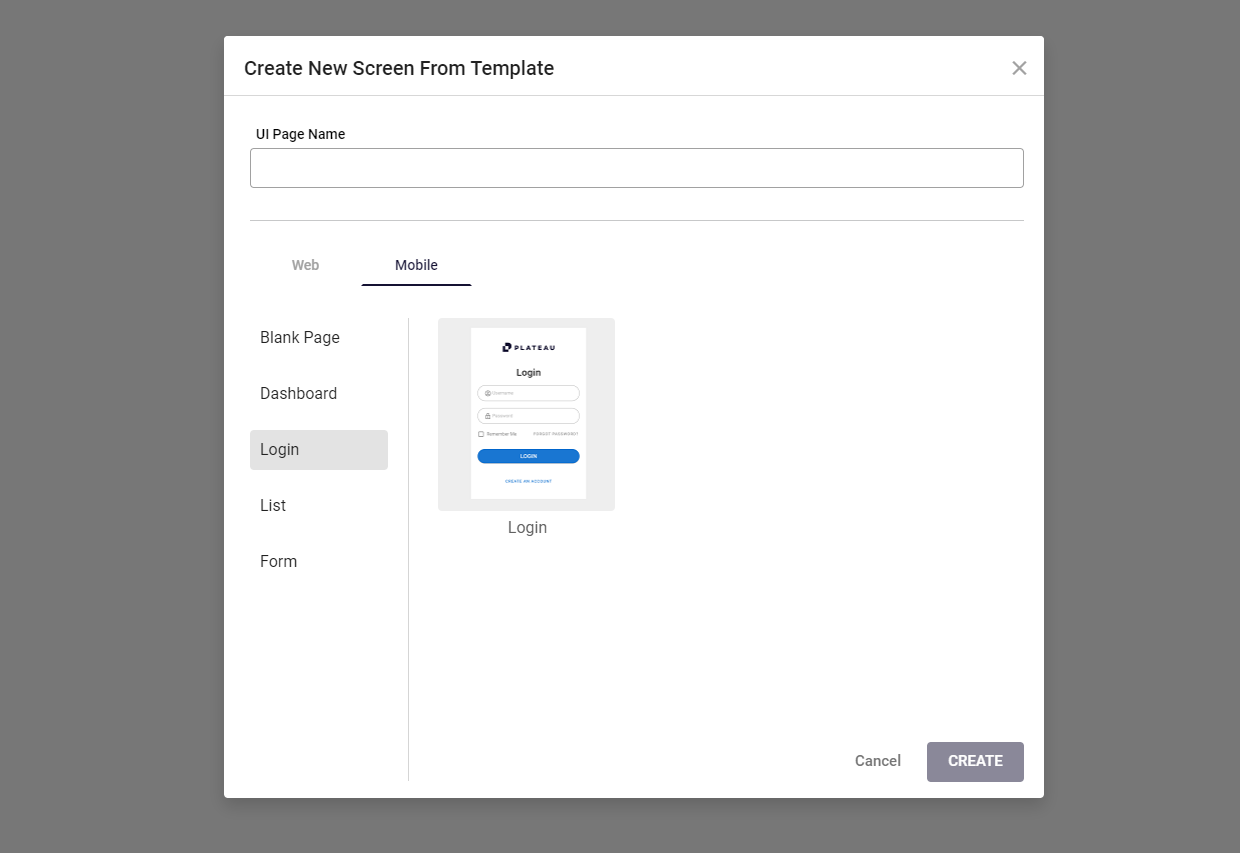 Create New Screen From Template
UI Page Name
Web
Mobile
Blank Page
Dashboard
Login
List
Form
PLATEAU
Login
Username
Password
Remember Me
FORGOT PASSWORD?
LOGIN
CREATE AN ACCOUNT
Login
Cancel
CREATE